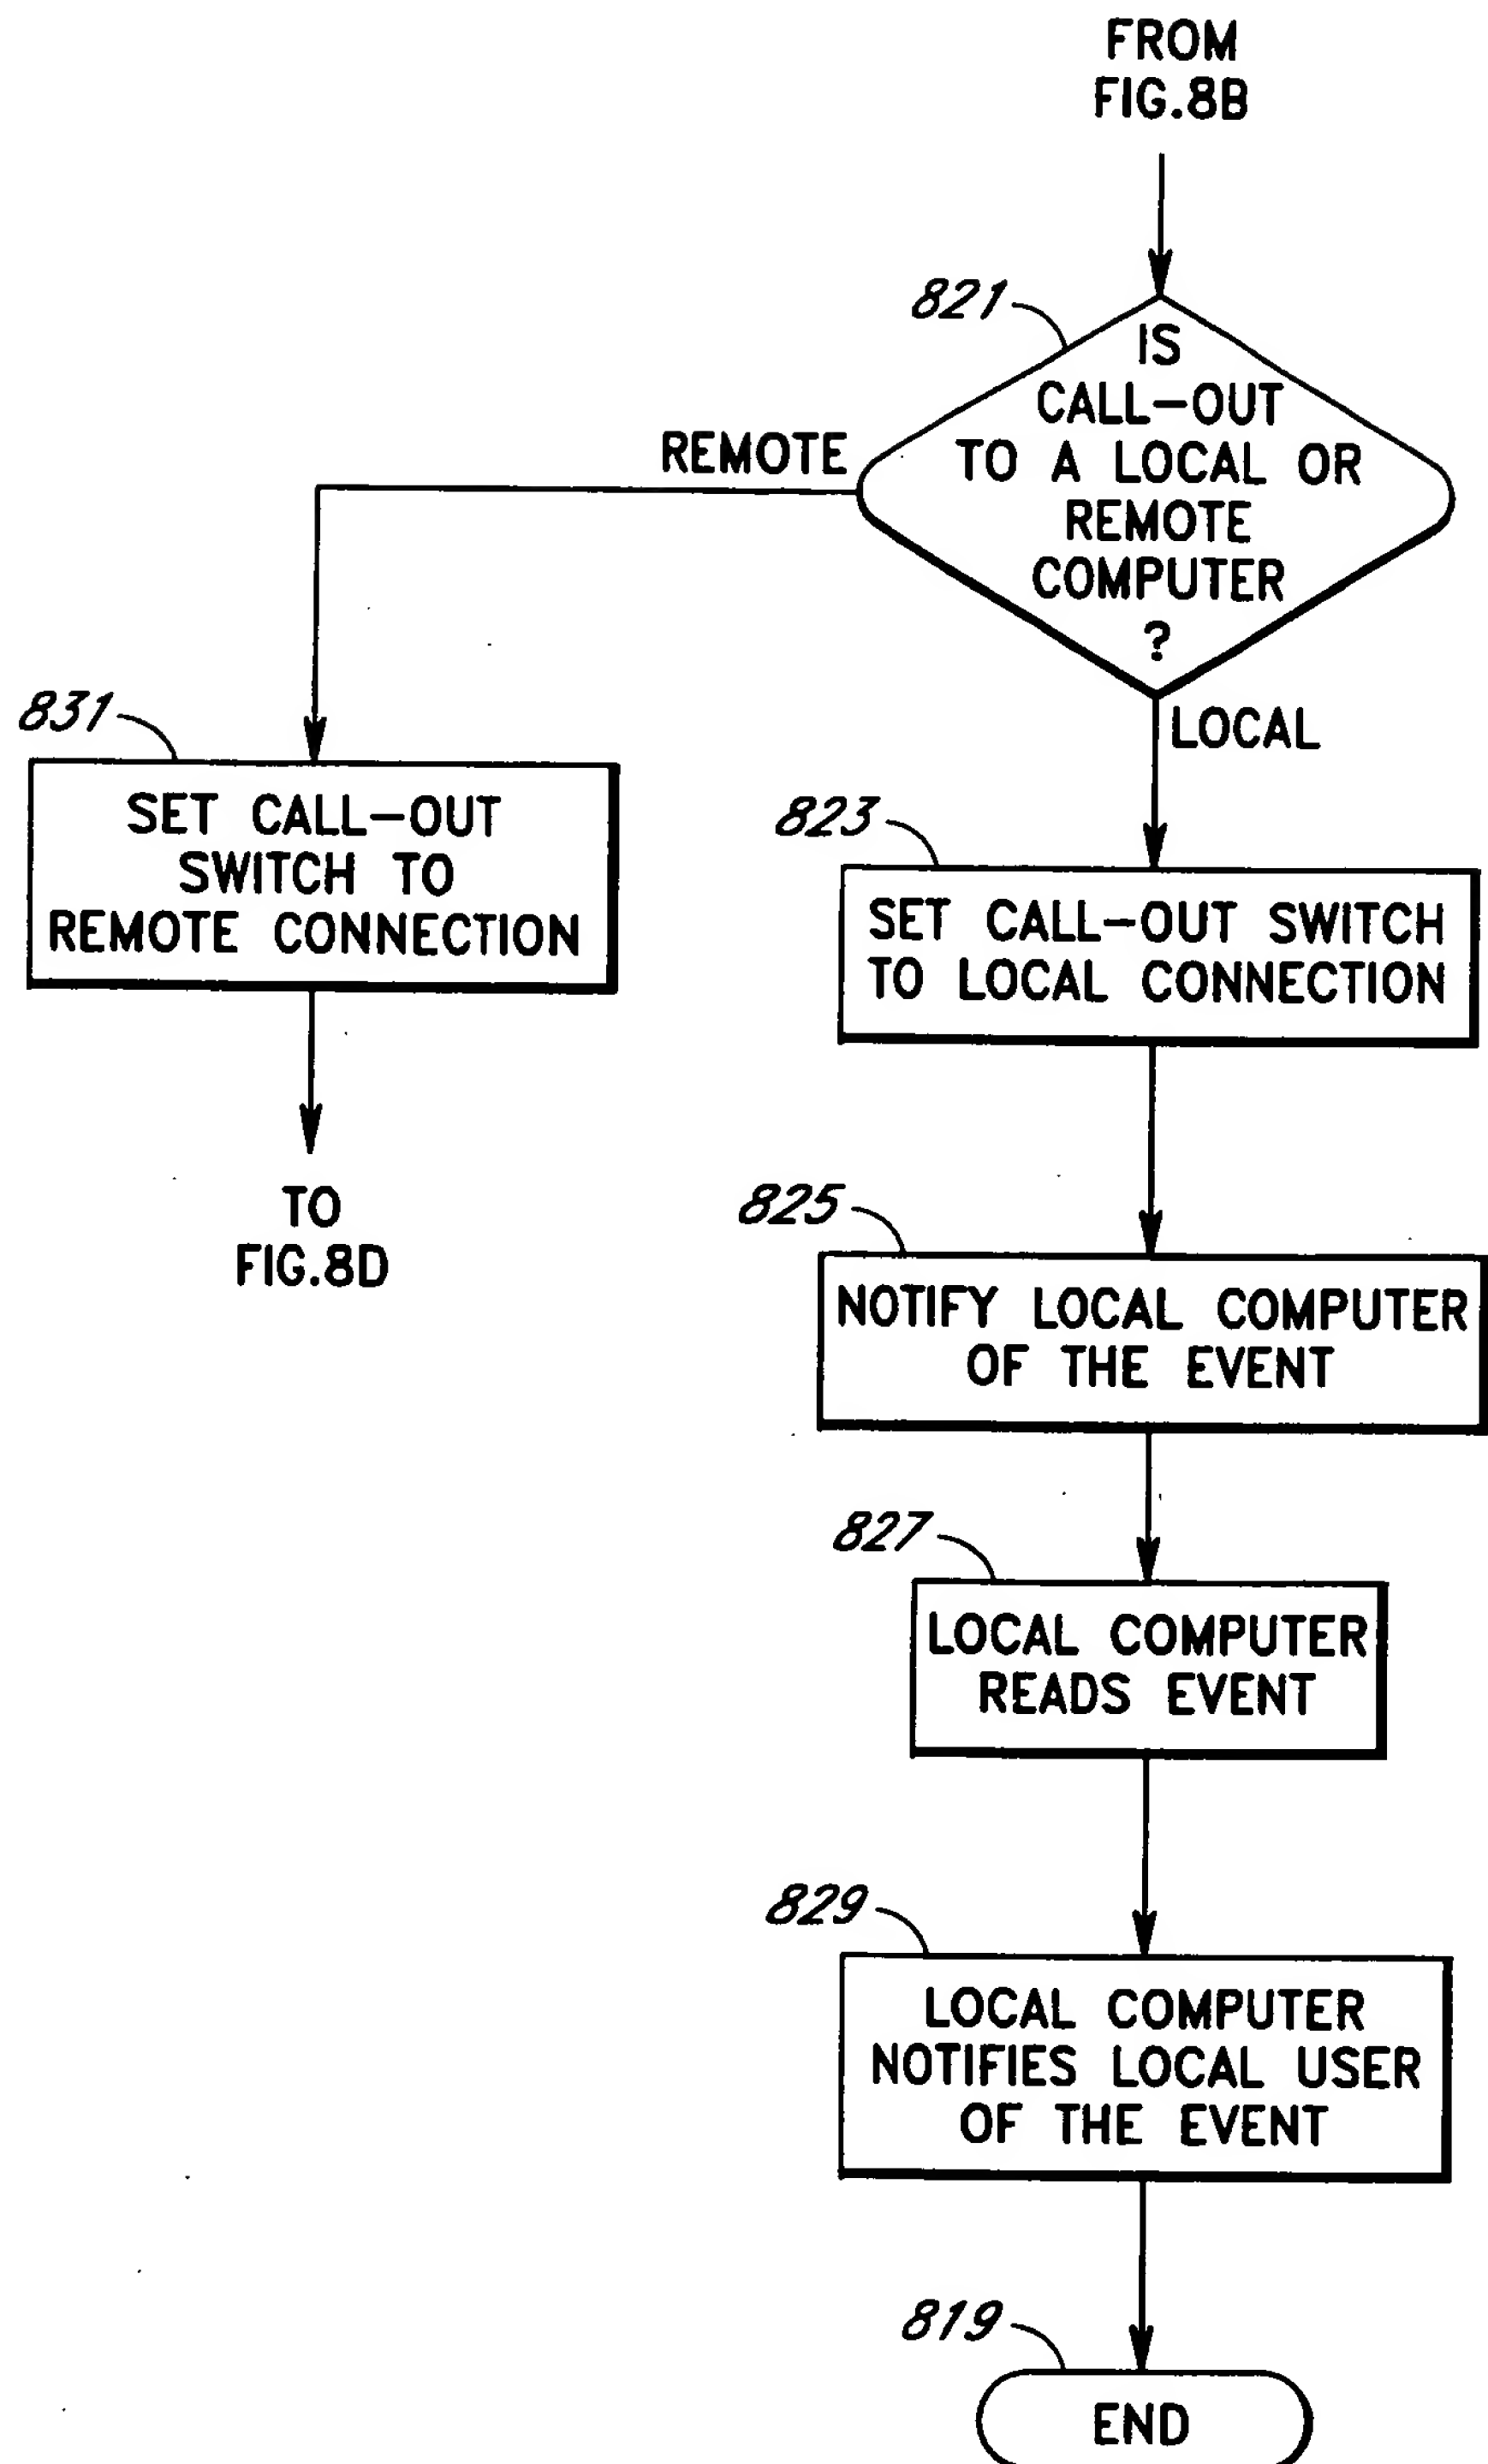 FROM
FIG.8B
821
IS
CALL-OUT
TO A LOCAL OR
REMOTE
COMPUTER
?
REMOTE
LOCAL
831
SET CALL-OUT
SWITCH TO
REMOTE CONNECTION
TO
FIG.8D
823
SET CALL-OUT SWITCH
TO LOCAL CONNECTION
825
NOTIFY LOCAL COMPUTER
OF THE EVENT
827
LOCAL COMPUTER
READS EVENT
829
LOCAL COMPUTER
NOTIFIES LOCAL USER
OF THE EVENT
819
END